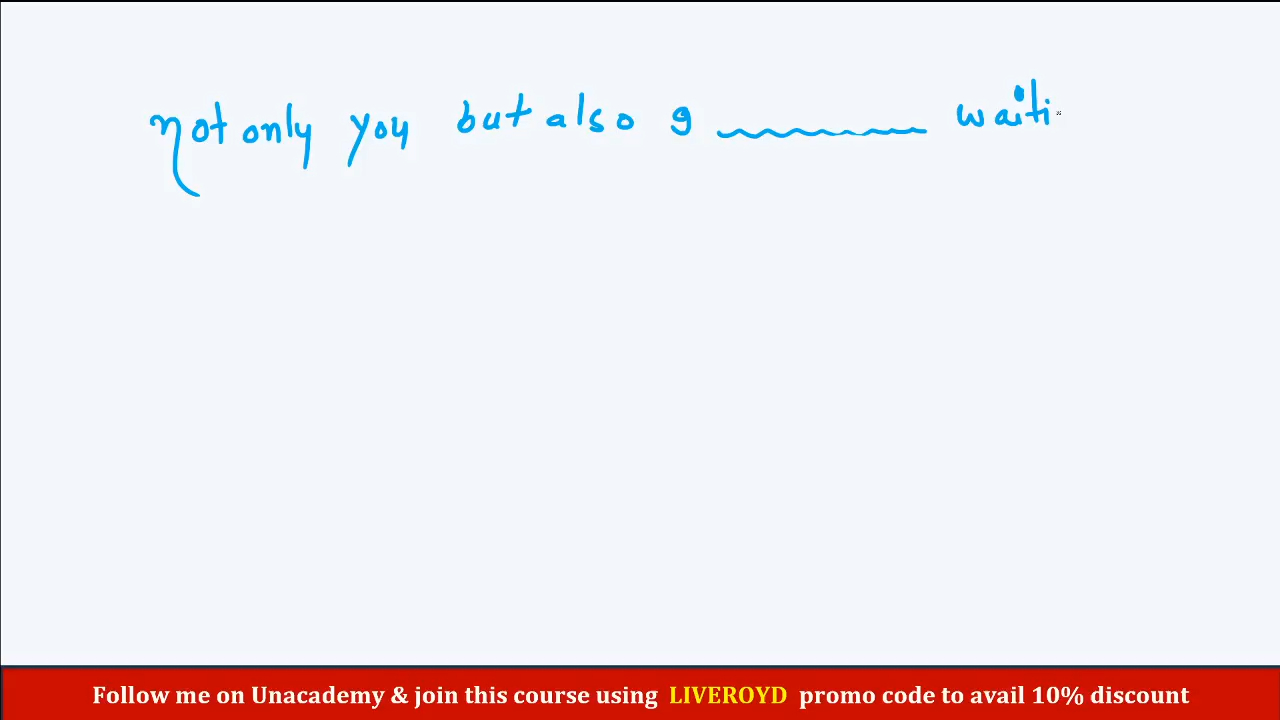 not only you but also I ______ waiti
Follow me on Unacademy & join this course using LIVEROYD promo code to avail 10% discount